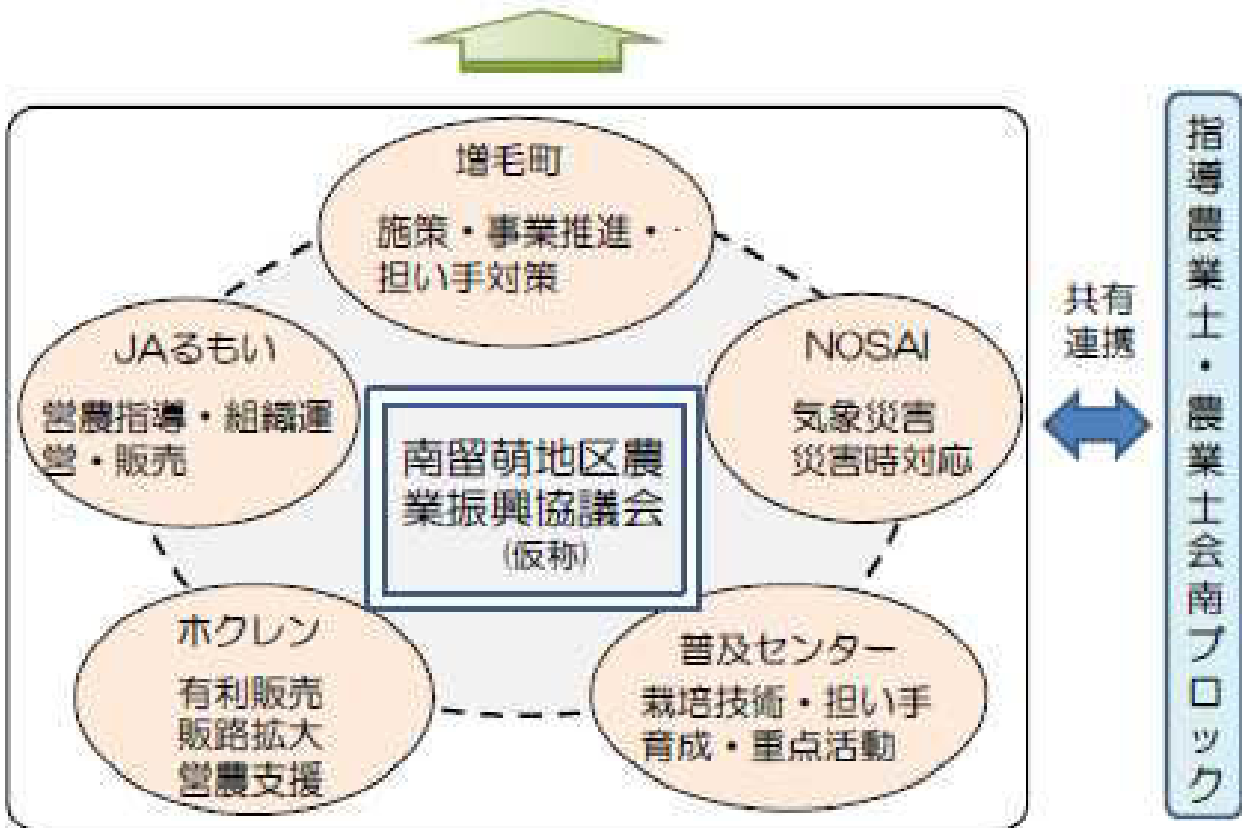 増毛町
施策・事業推進・
担い手対策
JAるもい
営農指導・組織運
営・販売
NOSAI
気象災害
災害時対応
共有
連携
南留萌地区農
業振興協議会
(仮称)
ホクレン
有利販売
販路拡大
営農支援
普及センター
栽培技術・担い手
育成・重点活動
指導農業士・農業士会南ブロック